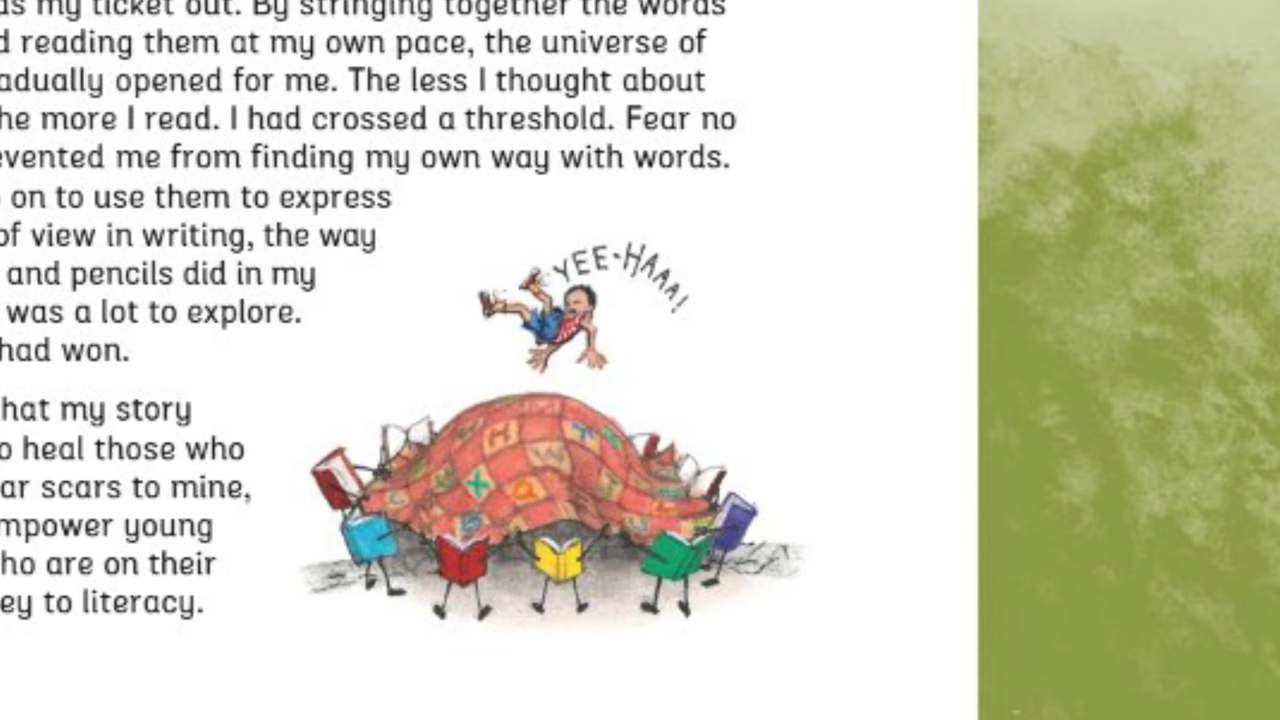 as my ticket out. By stringing together the words
d reading them at my own pace, the universe of
adually opened for me. The less I thought about
he more I read. I had crossed a threshold. Fear no
evented me from finding my own way with words.
on to use them to express
of view in writing, the way
and pencils did in my
was a lot to explore.
had won.
YEE-HAAA!
hat my story
o heal those who
ar scars to mine,
mpower young
ho are on their
ey to literacy.